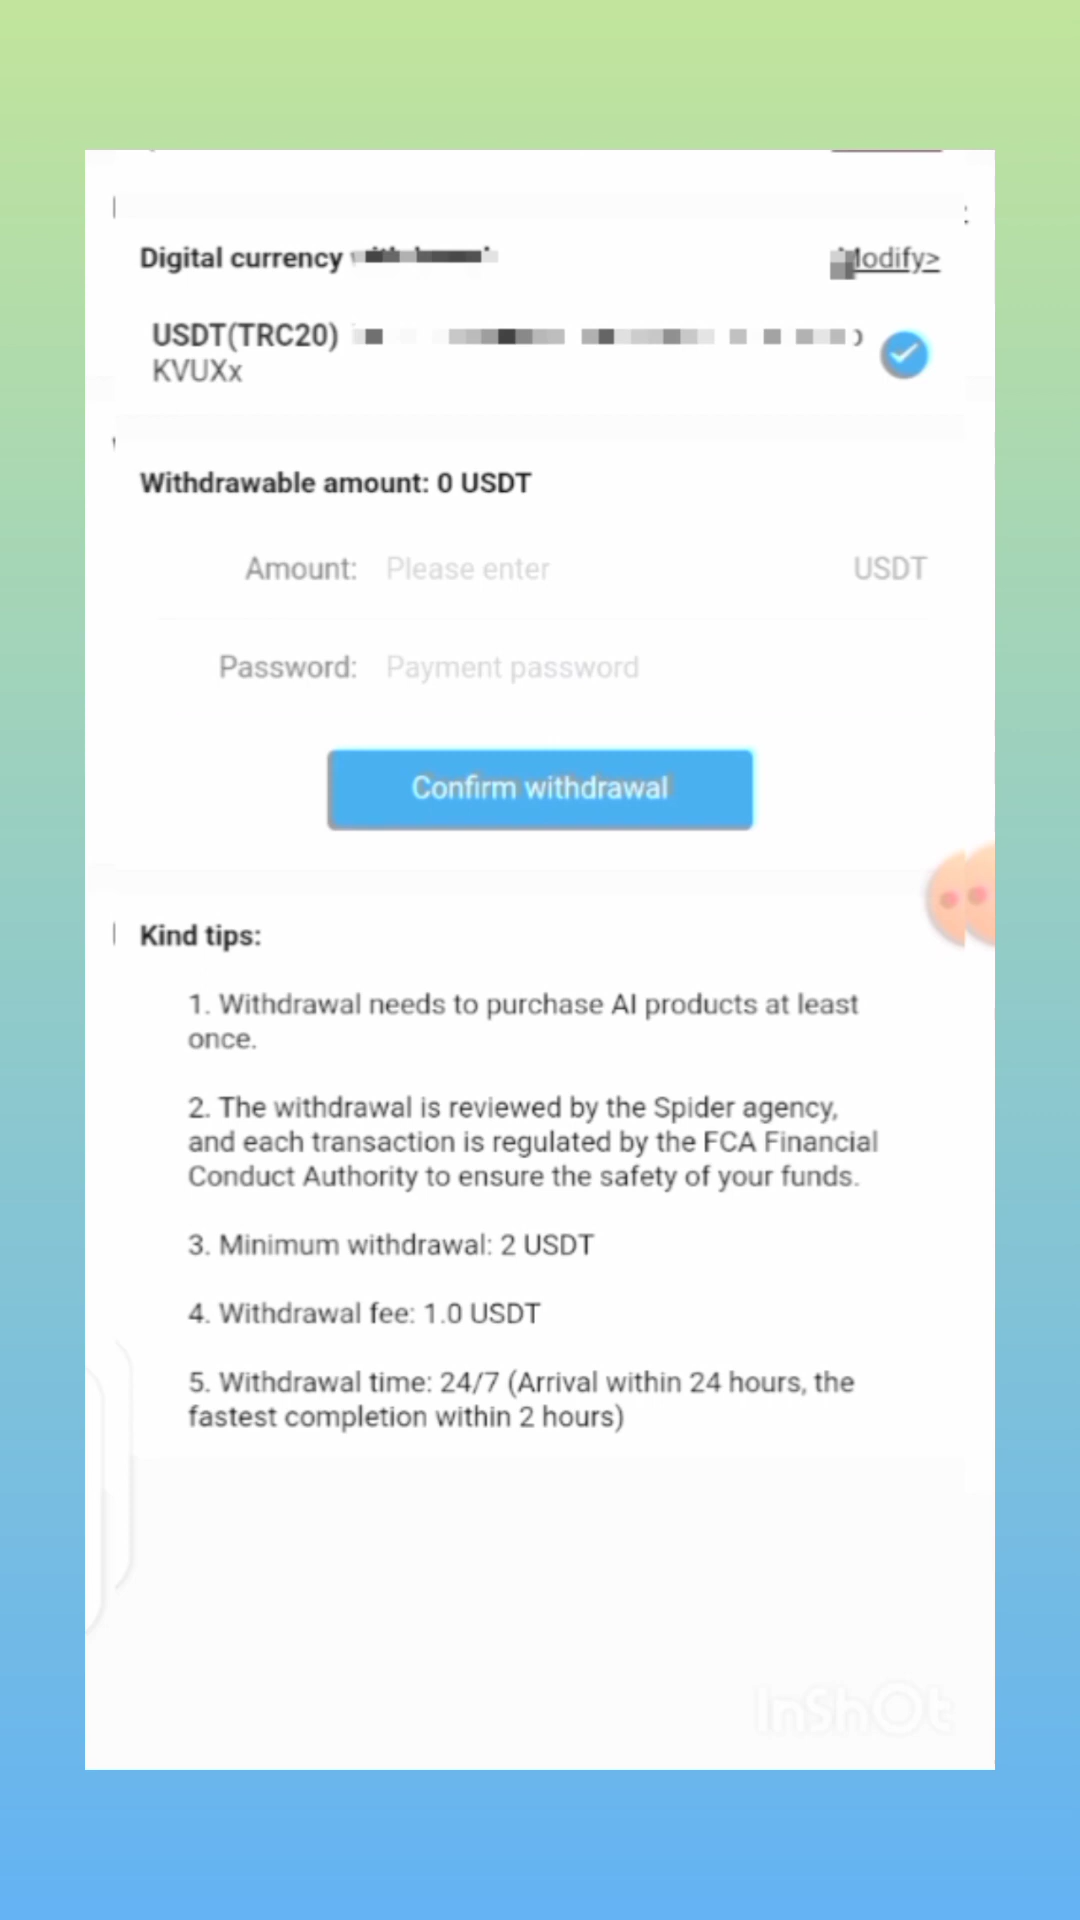 Digital currency
Modify>
USDT(TRC20)
KVUXx
Withdrawable amount: 0 USDT
Amount: Please enter USDT
Password: Payment password
Confirm withdrawal
Kind tips:
1. Withdrawal needs to purchase AI products at least
once.
2. The withdrawal is reviewed by the Spider agency,
and each transaction is regulated by the FCA Financial
Conduct Authority to ensure the safety of your funds.
3. Minimum withdrawal: 2 USDT
4. Withdrawal fee: 1.0 USDT
5. Withdrawal time: 24/7 (Arrival within 24 hours, the
fastest completion within 2 hours)
InShOt